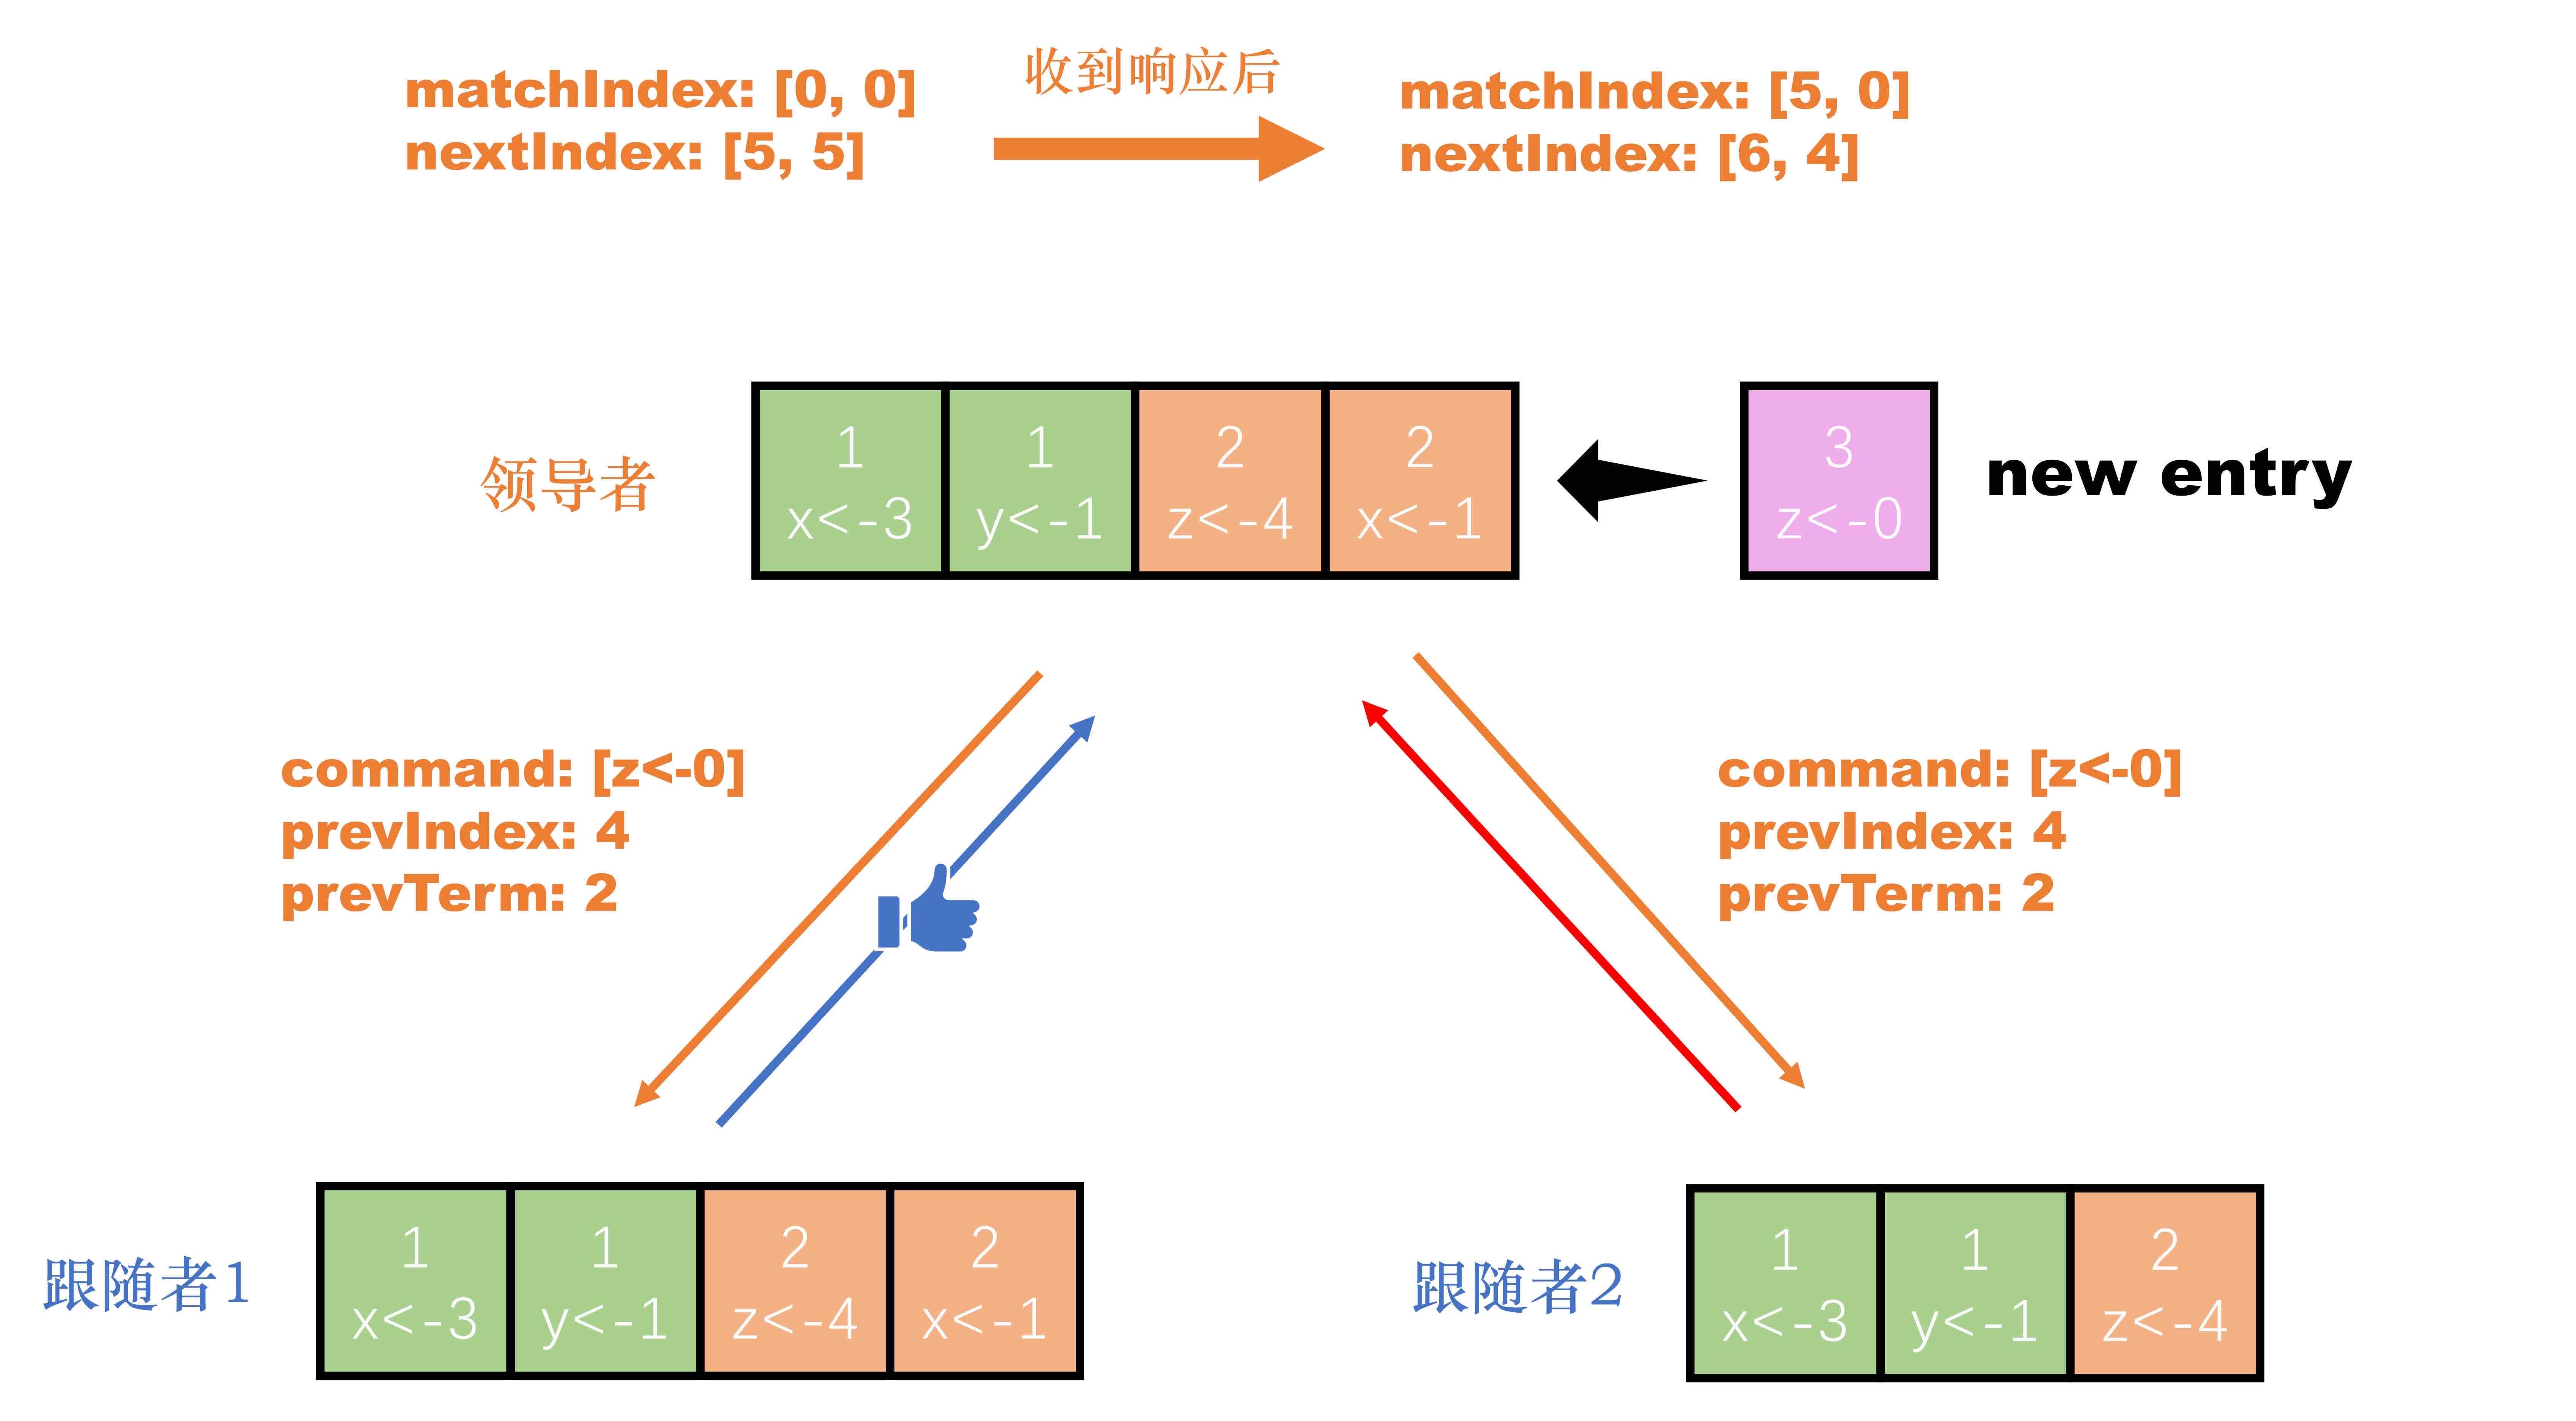 matchIndex: [0, 0]
nextIndex: [5, 5]
收到响应后
matchIndex: [5, 0]
nextIndex: [6, 4]
领导者
1
x<-3
1
y<-1
2
z<-4
2
x<-1
3
z<-0
new entry
command: [z<-0]
prevIndex: 4
prevTerm: 2
command: [z<-0]
prevIndex: 4
prevTerm: 2
跟随者1
1
x<-3
1
y<-1
2
z<-4
2
x<-1
跟随者2
1
x<-3
1
y<-1
2
z<-4